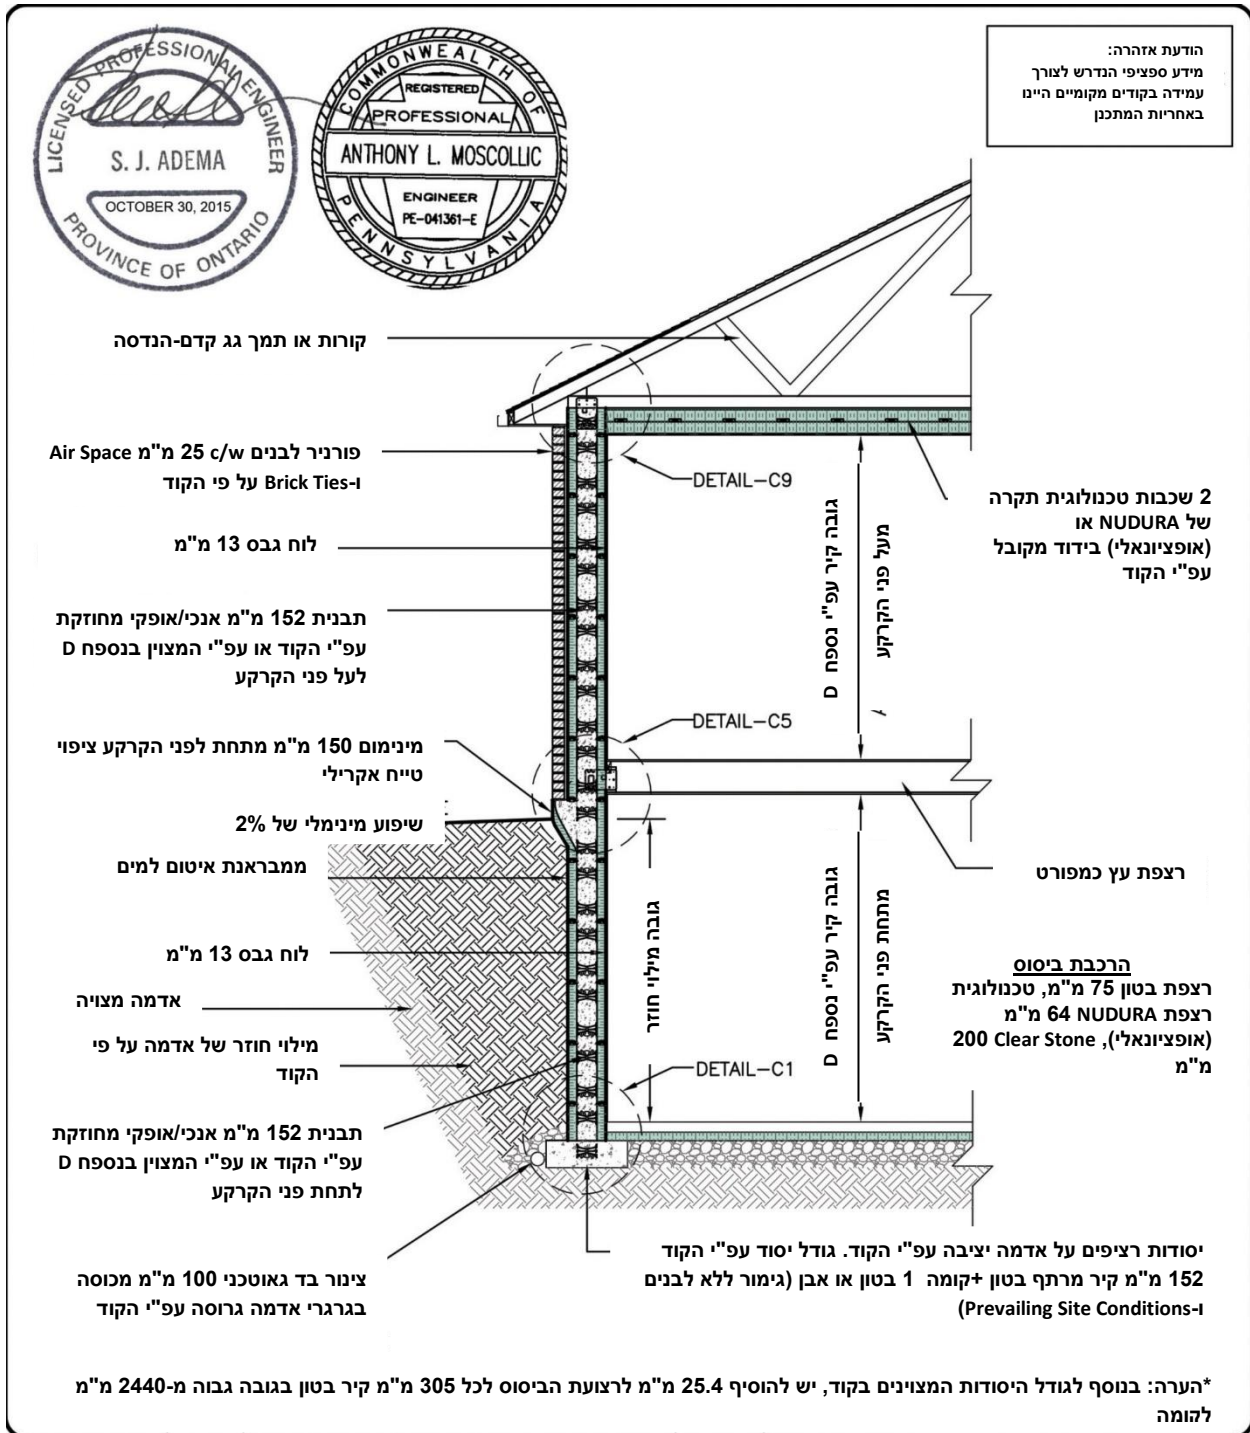 LICENSED PROFESSIONAL ENGINEER
S. J. ADEMA
OCTOBER 30, 2015
PROVINCE OF ONTARIO
COMMONWEALTH OF
REGISTERED
PROFESSIONAL
ANTHONY L. MOSCOLLIC
ENGINEER
PE-041361-E
PENNSYLVANIA
הודעת אזהרה:
מידע ספציפי הנדרש לצורך
עמידה בקודים מקומיים היינו
באחריות המתכנן
קורות או תמך גג קדם-הנדסה
פורניר לבנים c/w 25 מ"מ Air Space
ו-Brick Ties על פי הקוד
לוח גבס 13 מ"מ
תבנית 152 מ"מ אנכי/אופקי מחוזקת
עפ"י הקוד או עפ"י המצוין בנספח D
לעל פני הקרקע
מינימום 150 מ"מ מתחת לפני הקרקע ציפוי
טייח אקרילי
שיפוע מינימלי של 2%
ממבראנת איטום למים
לוח גבס 13 מ"מ
אדמה מצויה
מילוי חוזר של אדמה על פי
הקוד
תבנית 152 מ"מ אנכי/אופקי מחוזקת
עפ"י הקוד או עפ"י המצוין בנספח D
לתחת פני הקרקע
צינור בד גאוטכני 100 מ"מ מכוסה
בגרגרי אדמה גרוסה עפ"י הקוד
DETAIL-C9
DETAIL-C5
DETAIL-C1
גובה קיר עפ"י נספח D
מעל פני הקרקע
גובה מילוי חוזר
גובה קיר עפ"י נספח D
מתחת פני הקרקע
2 שכבות טכנולוגית תקרה
של NUDURA או
(אופציונאלי) בידוד מקובל
עפ"י הקוד
רצפת עץ כמפורט
הרכבת ביסוס
רצפת בטון 75 מ"מ, טכנולוגית
רצפת NUDURA 64 מ"מ
(אופציונאלי), Clear Stone 200
מ"מ
יסודות רציפים על אדמה יציבה עפ"י הקוד. גודל יסוד עפ"י הקוד
152 מ"מ קיר מרתף בטון +קומה 1 בטון או אבן (גימור ללא לבנים
ו-Prevailing Site Conditions)
*הערה: בנוסף לגודל היסודות המצוינים בקוד, יש להוסיף 25.4 מ"מ לרצועת הביסוס לכל 305 מ"מ קיר בטון בגובה גבוה מ-2440 מ"מ
לקומה